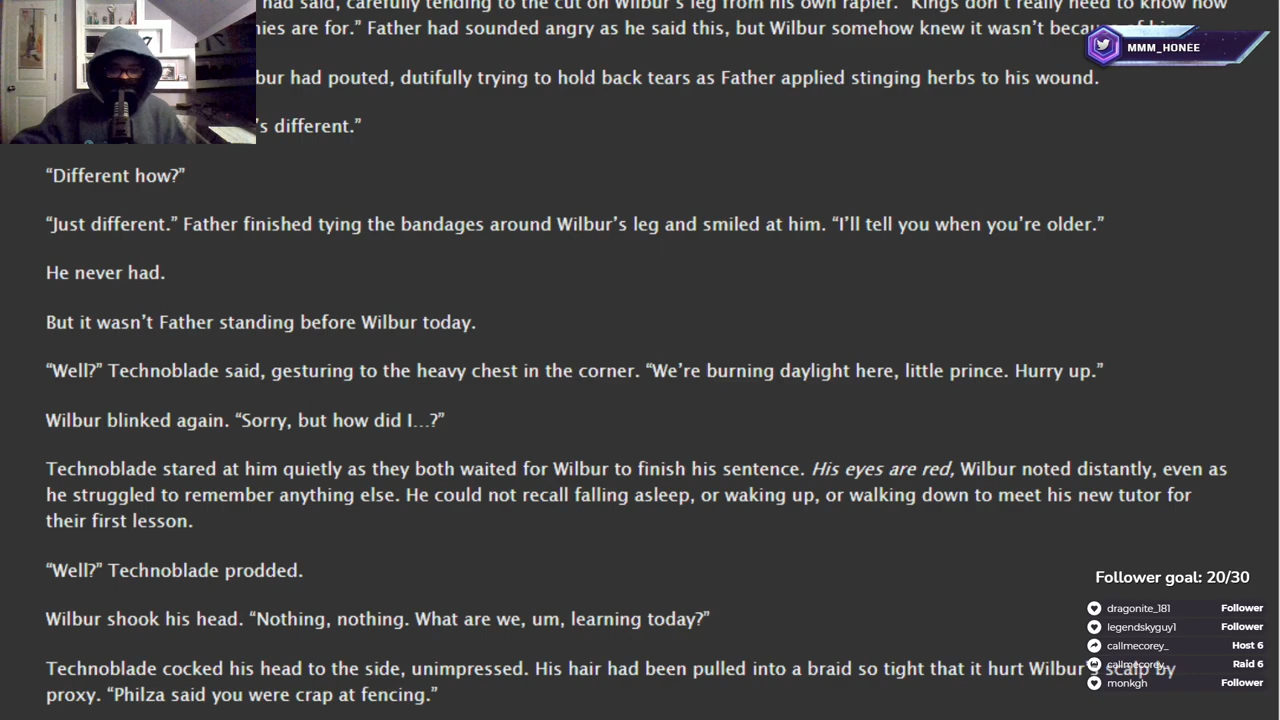 had said, carefully tending to the cut on Wilbur's leg from his own rapier. "Kings don't really need to know how
ies are for." Father had sounded angry as he said this, but Wilbur somehow knew it wasn't because of him.
MMM_HONEE
bur had pouted, dutifully trying to hold back tears as Father applied stinging herbs to his wound.
's different."
“Different how?”
“Just different.” Father finished tying the bandages around Wilbur’s leg and smiled at him. “I’ll tell you when you’re older.”
He never had.
But it wasn’t Father standing before Wilbur today.
“Well?” Technoblade said, gesturing to the heavy chest in the corner. “We’re burning daylight here, little prince. Hurry up.”
Wilbur blinked again. “Sorry, but how did I…?”
Technoblade stared at him quietly as they both waited for Wilbur to finish his sentence. His eyes are red, Wilbur noted distantly, even as
he struggled to remember anything else. He could not recall falling asleep, or waking up, or walking down to meet his new tutor for
their first lesson.
“Well?” Technoblade prodded.
Wilbur shook his head. “Nothing, nothing. What are we, um, learning today?”
Technoblade cocked his head to the side, unimpressed. His hair had been pulled into a braid so tight that it hurt Wilbur’s scalp by
proxy. “Philza said you were crap at fencing.”
Follower goal: 20/30
dragonite_181 Follower
legendskyguy1 Follower
callmecorey_ Host 6
callmecorey_ Raid 6
monkgh Follower